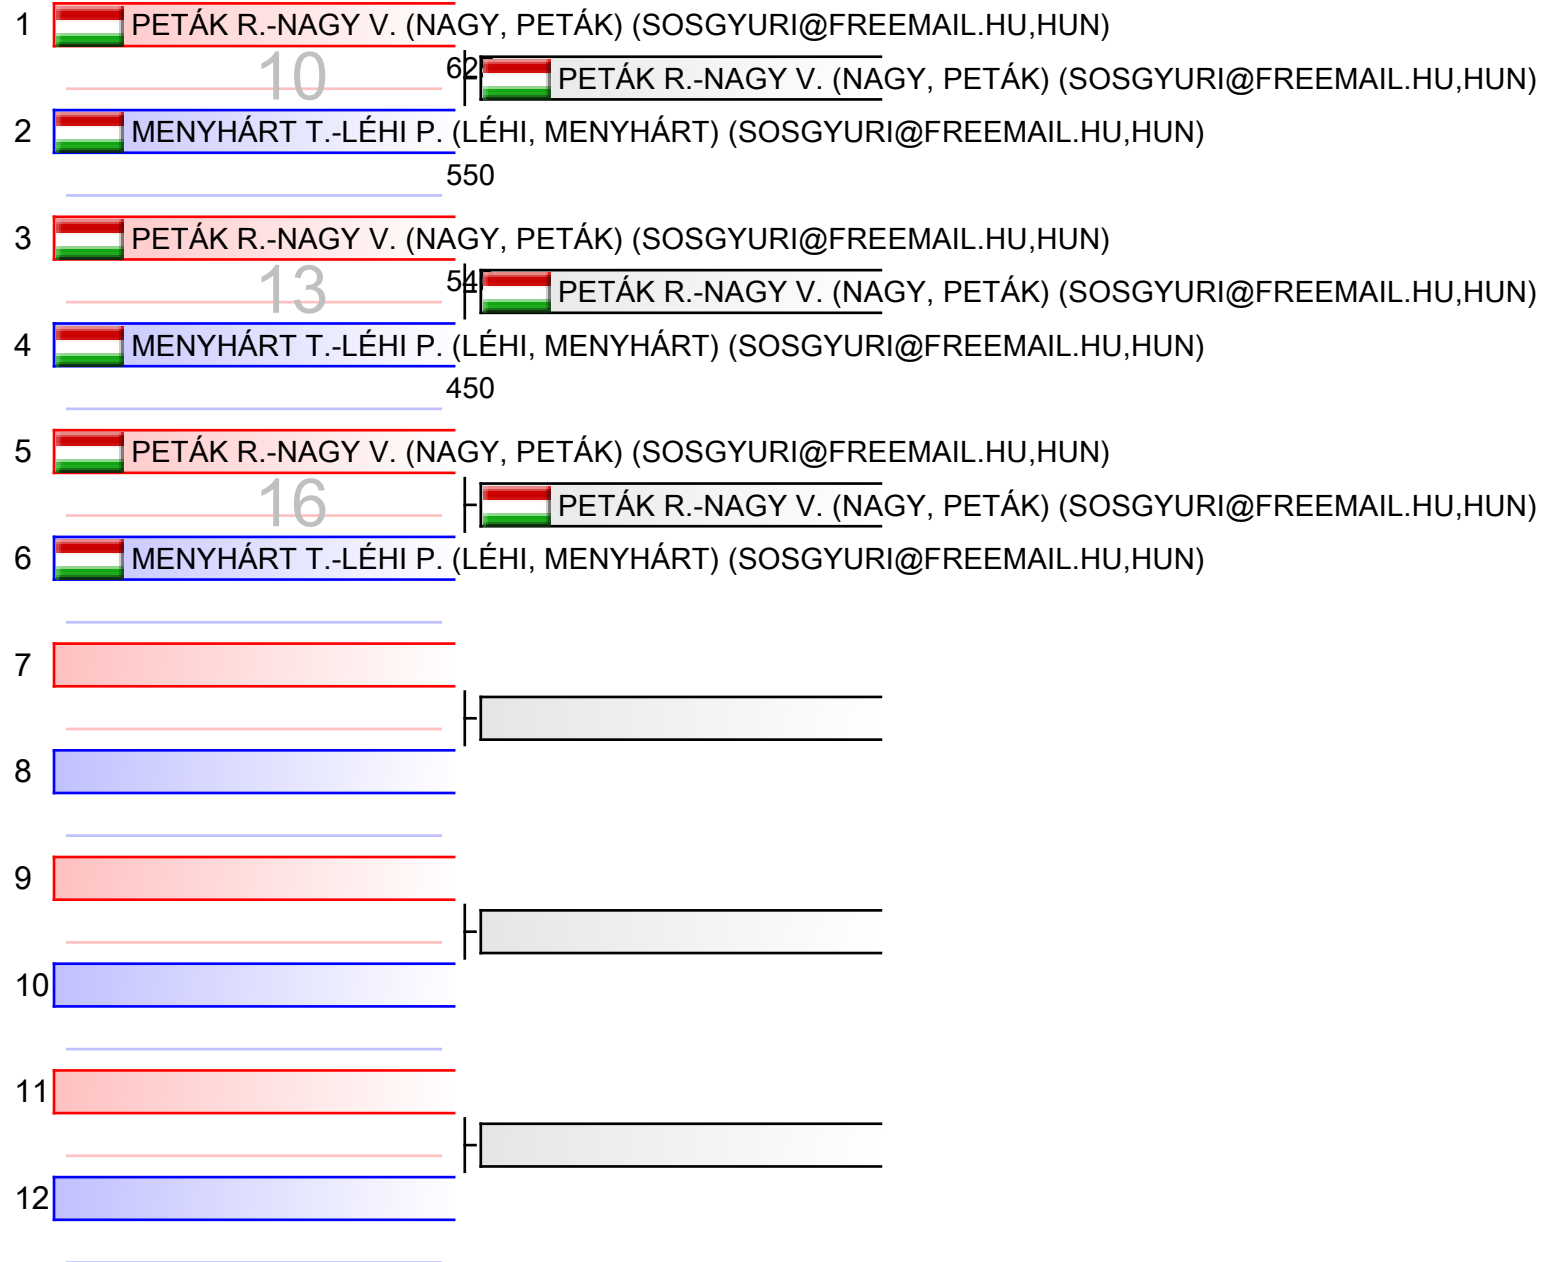 1 PETÁK R.-NAGY V. (NAGY, PETÁK) (SOSGYURI@FREEMAIL.HU,HUN)
10
PETÁK R.-NAGY V. (NAGY, PETÁK) (SOSGYURI@FREEMAIL.HU,HUN)
2 MENYHÁRT T.-LÉHI P. (LÉHI, MENYHÁRT) (SOSGYURI@FREEMAIL.HU,HUN)
550
3 PETÁK R.-NAGY V. (NAGY, PETÁK) (SOSGYURI@FREEMAIL.HU,HUN)
13
PETÁK R.-NAGY V. (NAGY, PETÁK) (SOSGYURI@FREEMAIL.HU,HUN)
4 MENYHÁRT T.-LÉHI P. (LÉHI, MENYHÁRT) (SOSGYURI@FREEMAIL.HU,HUN)
450
5 PETÁK R.-NAGY V. (NAGY, PETÁK) (SOSGYURI@FREEMAIL.HU,HUN)
16 PETÁK R.-NAGY V. (NAGY, PETÁK) (SOSGYURI@FREEMAIL.HU,HUN)
6 MENYHÁRT T.-LÉHI P. (LÉHI, MENYHÁRT) (SOSGYURI@FREEMAIL.HU,HUN)
7
8
9
10
11
12